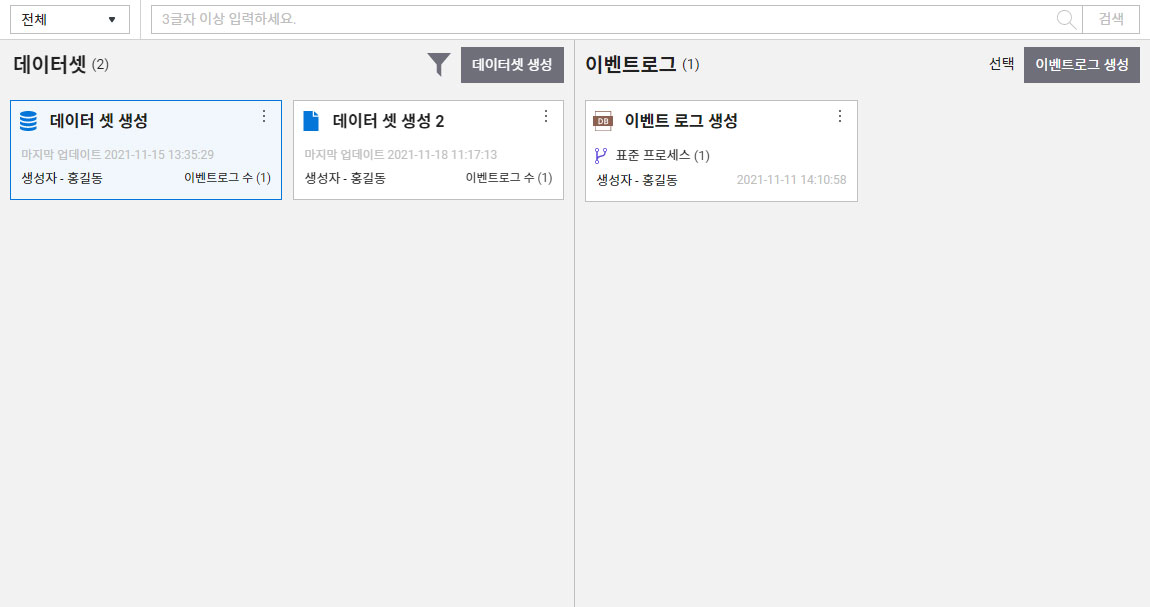 전체 ▼
3글자 이상 입력하세요.
검색
데이터셋 (2)
데이터셋 생성
데이터 셋 생성
마지막 업데이트 2021-11-15 13:35:29
생성자 - 홍길동 이벤트로그 수 (1)
데이터 셋 생성 2
마지막 업데이트 2021-11-18 11:17:13
생성자 - 홍길동 이벤트로그 수 (1)
이벤트로그 (1)
선택
이벤트로그 생성
DB 이벤트 로그 생성
표준 프로세스 (1)
생성자 - 홍길동 2021-11-11 14:10:58